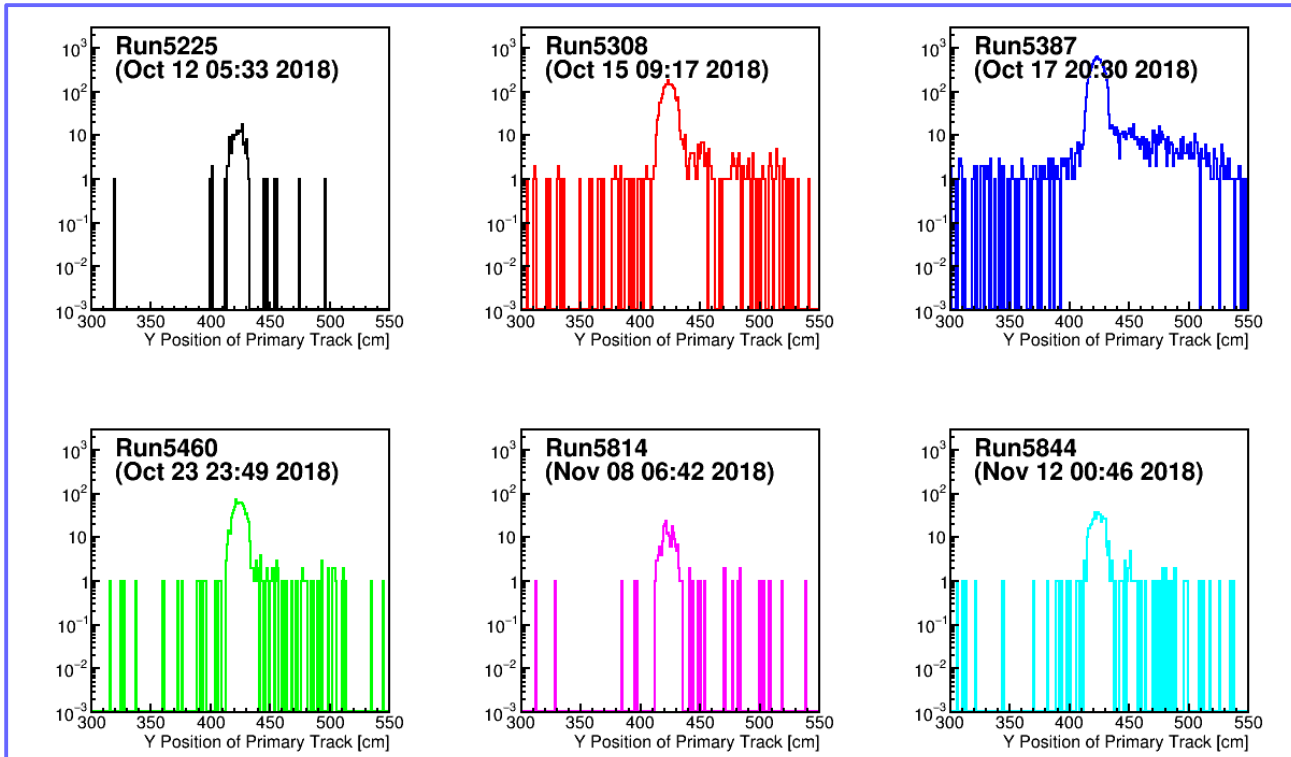 Run5225
(Oct 12 05:33 2018)
10³
10²
10
1
10⁻¹
10⁻²
10⁻³
300 350 400 450 500 550
Y Position of Primary Track [cm]
Run5308
(Oct 15 09:17 2018)
10³
10²
10
1
10⁻¹
10⁻²
10⁻³
300 350 400 450 500 550
Y Position of Primary Track [cm]
Run5387
(Oct 17 20:30 2018)
10³
10²
10
1
10⁻¹
10⁻²
10⁻³
300 350 400 450 500 550
Y Position of Primary Track [cm]
Run5460
(Oct 23 23:49 2018)
10³
10²
10
1
10⁻¹
10⁻²
10⁻³
300 350 400 450 500 550
Y Position of Primary Track [cm]
Run5814
(Nov 08 06:42 2018)
10³
10²
10
1
10⁻¹
10⁻²
10⁻³
300 350 400 450 500 550
Y Position of Primary Track [cm]
Run5844
(Nov 12 00:46 2018)
10³
10²
10
1
10⁻¹
10⁻²
10⁻³
300 350 400 450 500 550
Y Position of Primary Track [cm]